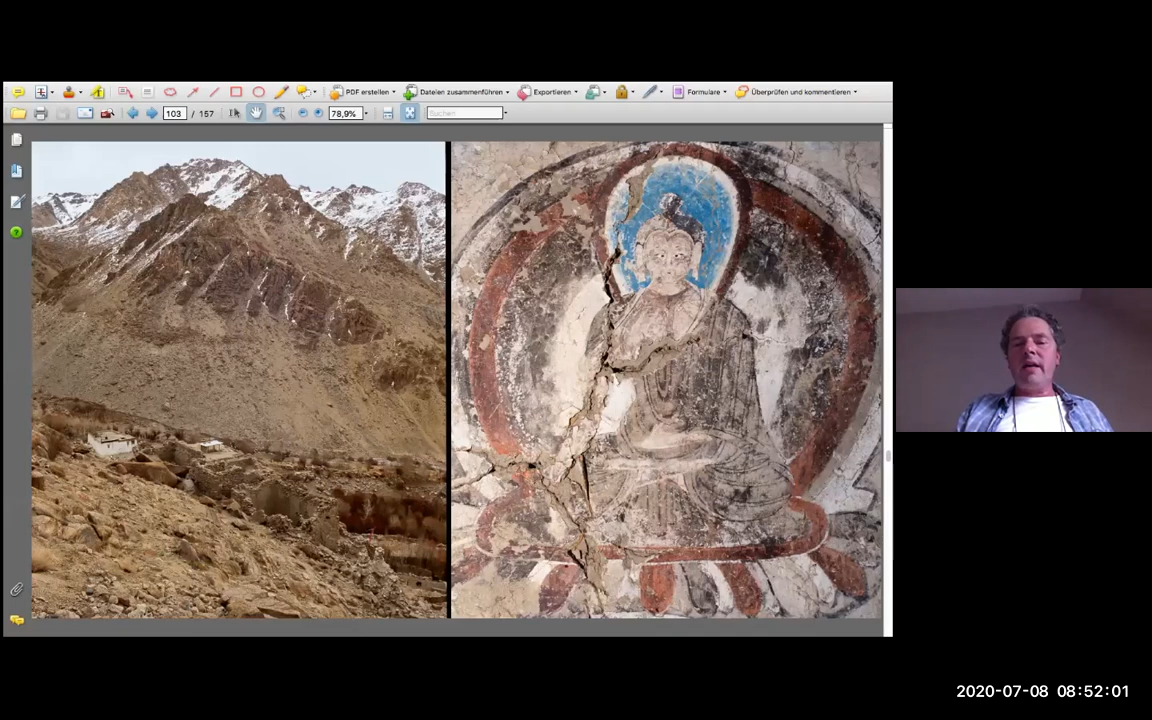 PDF erstellen Dateien zusammenführen Exportieren Formulare Überprüfen und kommentieren
103 / 157 78,9% Suchen
2020-07-08 08:52:01